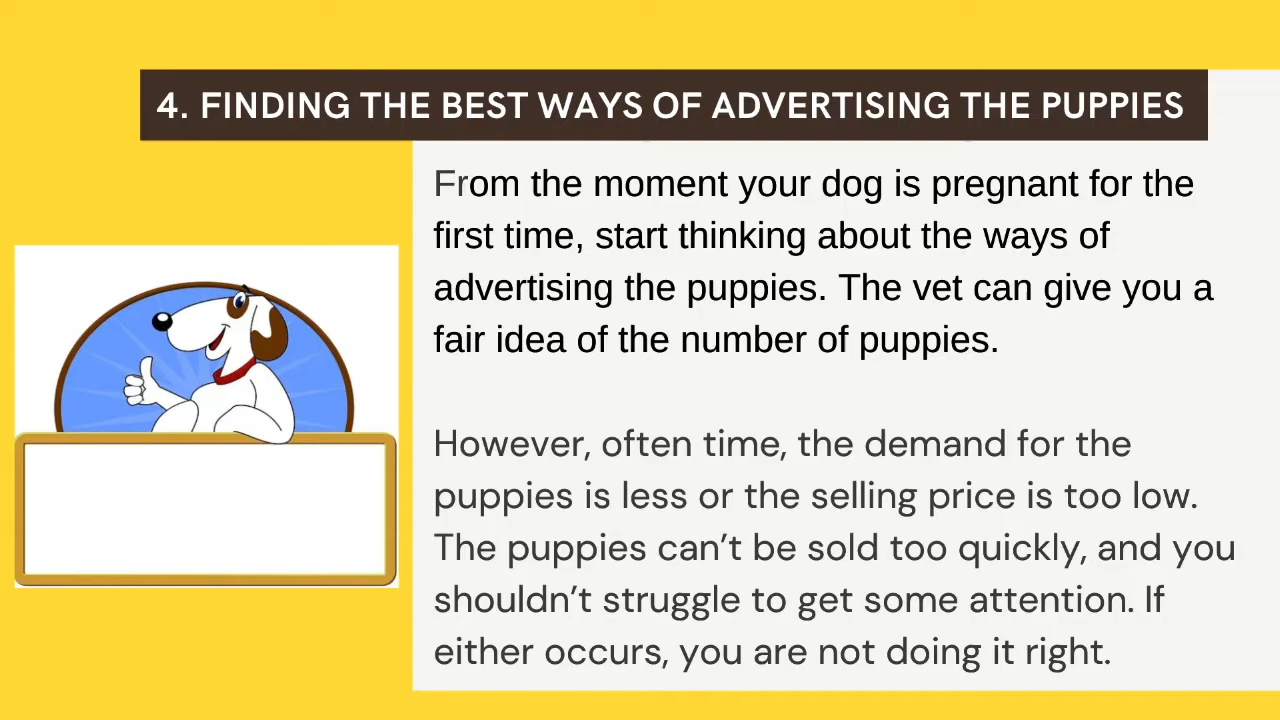 4. FINDING THE BEST WAYS OF ADVERTISING THE PUPPIES
From the moment your dog is pregnant for the
first time, start thinking about the ways of
advertising the puppies. The vet can give you a
fair idea of the number of puppies.
However, often time, the demand for the
puppies is less or the selling price is too low.
The puppies can’t be sold too quickly, and you
shouldn’t struggle to get some attention. If
either occurs, you are not doing it right.